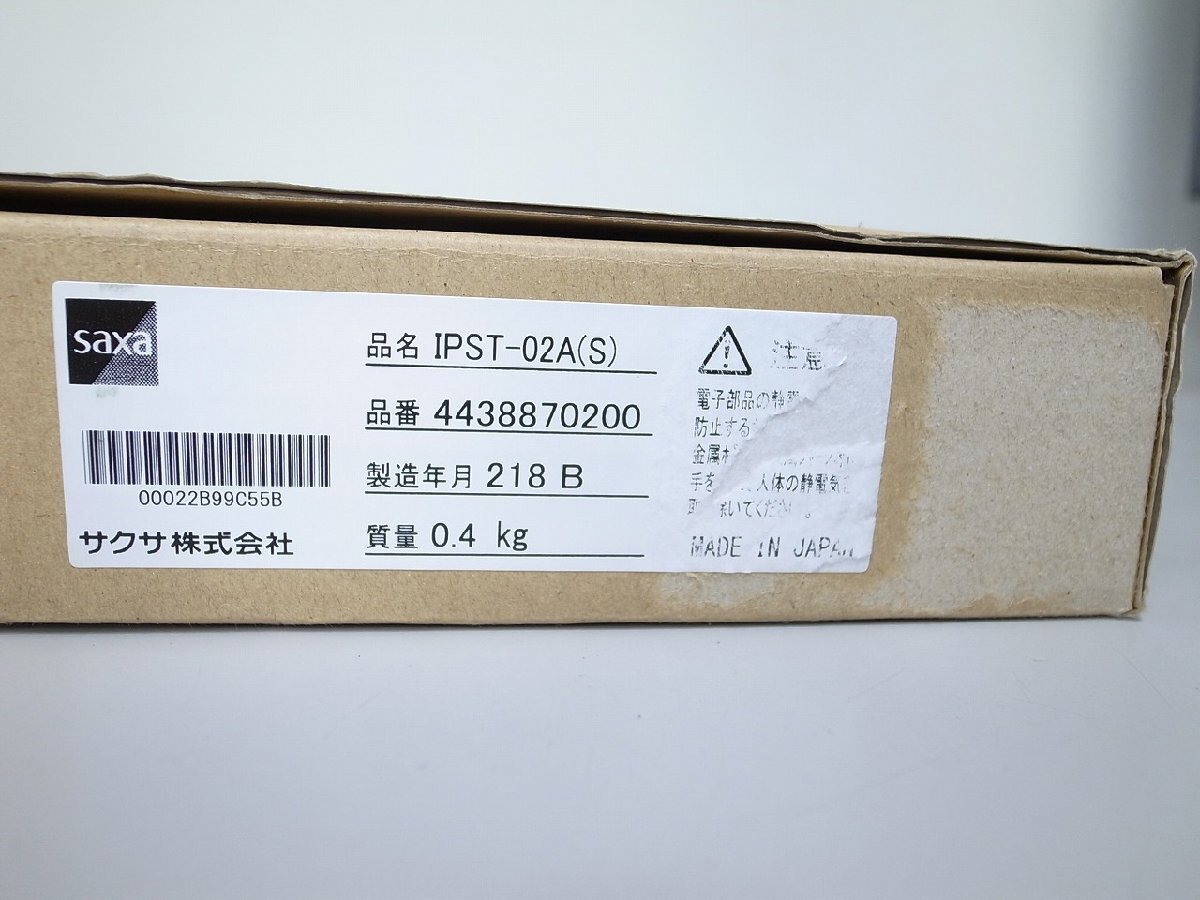 saxa
00022B99C55B
サクサ株式会社
品名 IPST-02A(S)
品番 4438870200
製造年月 218 B
質量 0.4 kg
電子部品の静
防止する
金属
手を 人体の静電気
いてくださ
MADE IN JAPAN